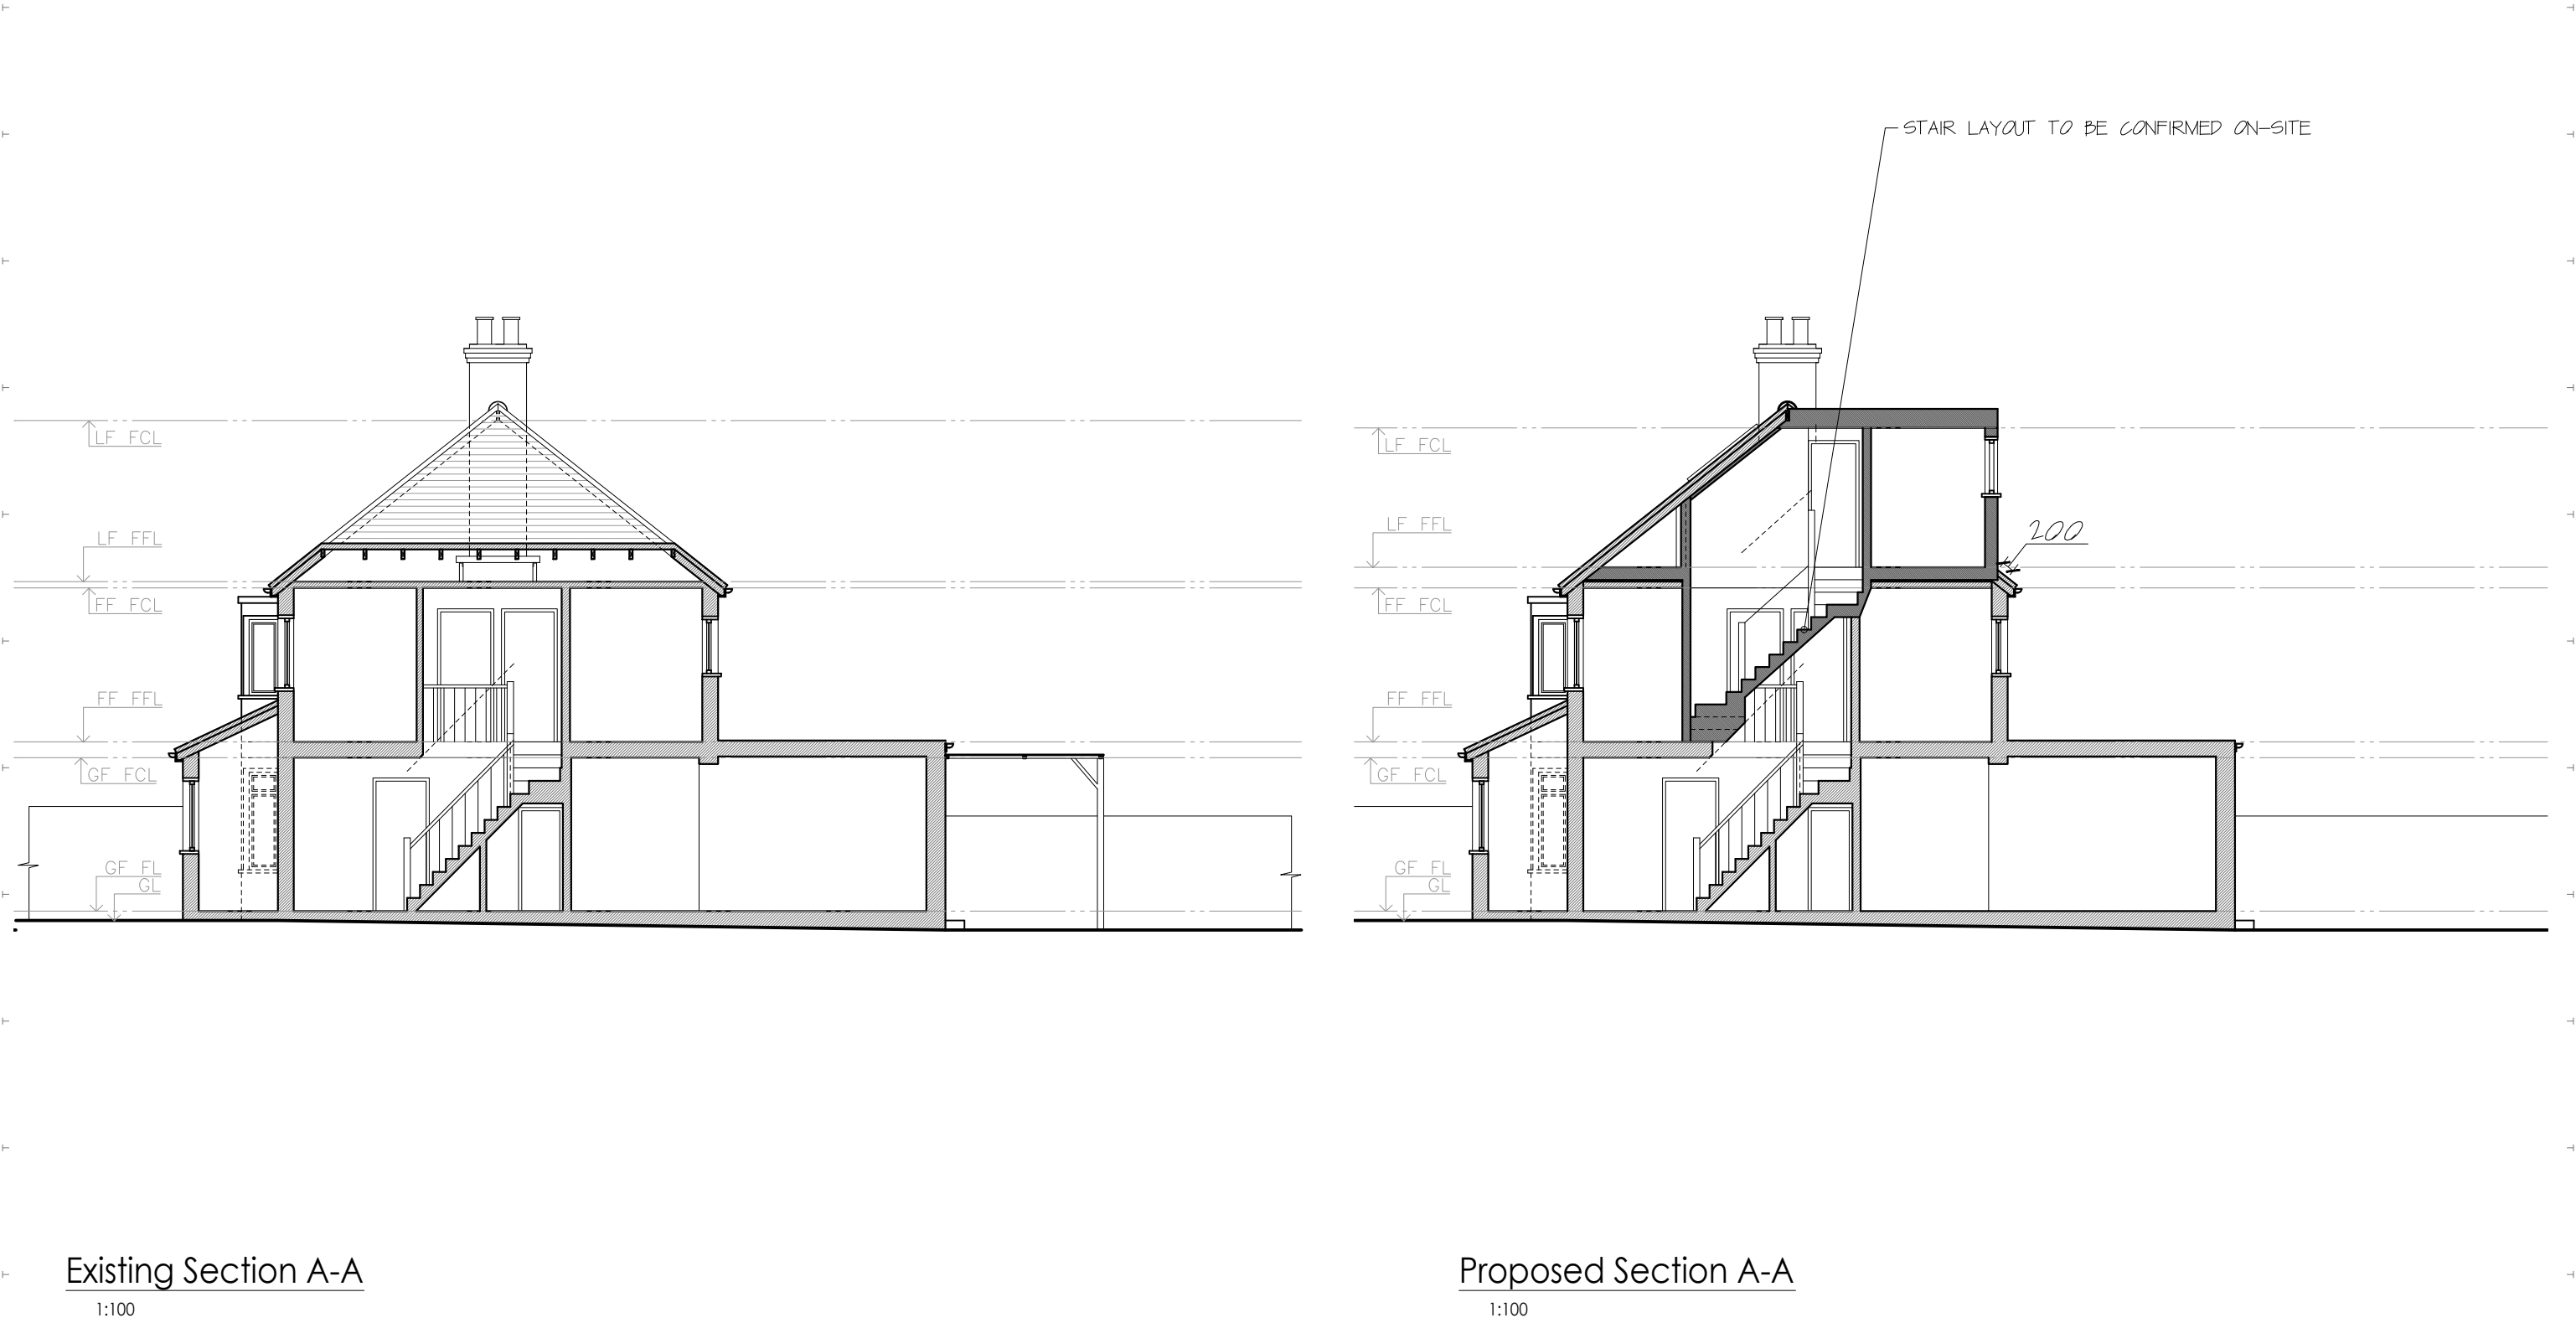 STAIR LAYOUT TO BE CONFIRMED ON-SITE
LF FCL
LF FFL
FF FCL
FF FFL
GF FCL
GF FL
GL
LF FCL
LF FFL
200
FF FCL
FF FFL
GF FCL
GF FL
GL
Existing Section A-A
1:100
Proposed Section A-A
1:100